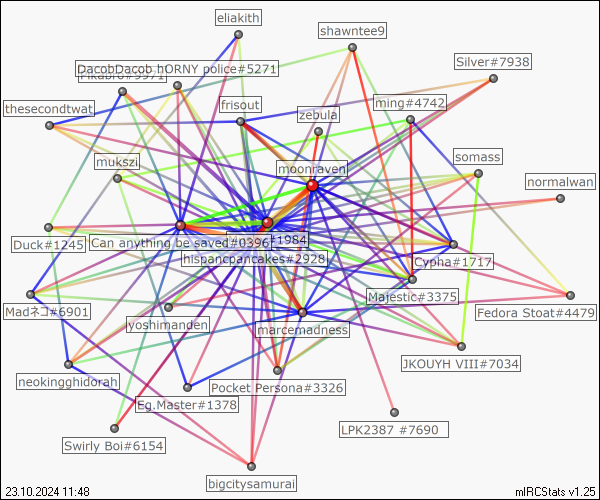 eliakith
shawntee9
Silver#7938
DacobDacob hORNY police#5271
thesecondtwat
frisout
zebula
ming#4742
mukszi
moonraven
somass
normalwan
Duck#1245
Can anything be saved#0396
1984
hispancpancakes#2928
Cypha#1717
Majestic#3375
Madネコ#6901
yoshimanden
marcemadness
Fedora Stoat#4479
JKOUYH VIII#7034
neokingghidorah
Eg.Master#1378
Pocket Persona#3326
LPK2387 #7690
Swirly Boi#6154
bigcitysamurai
23.10.2024 11:48
mIRCStats v1.25